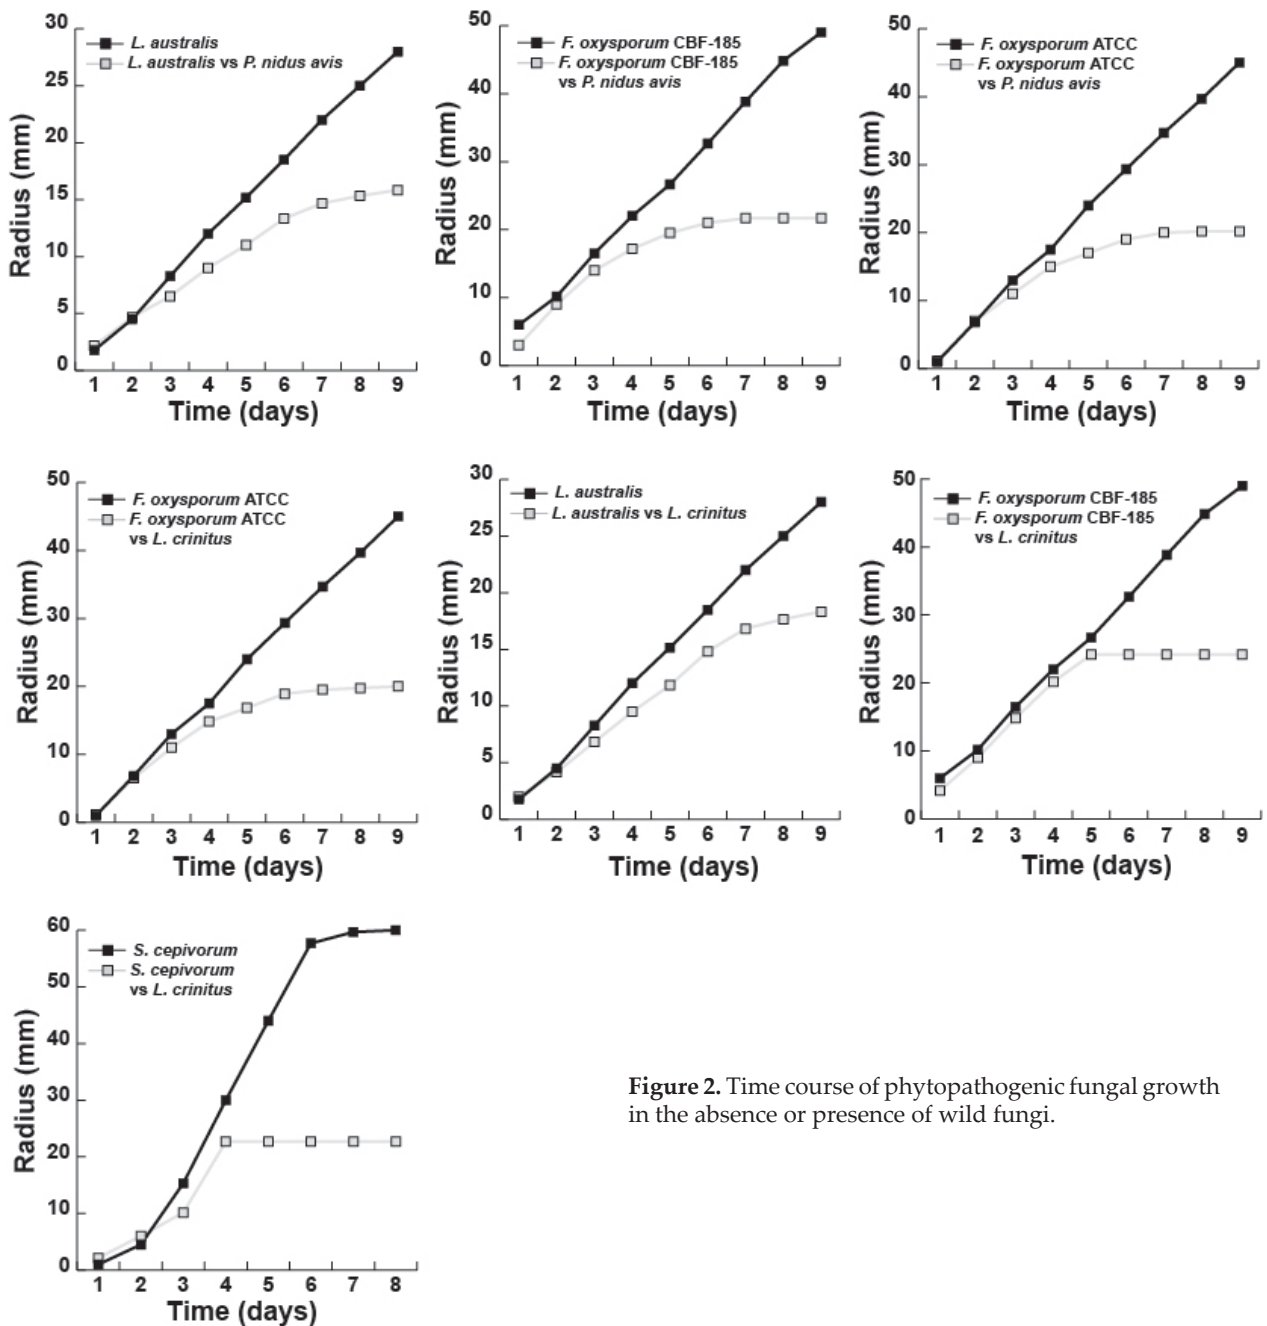 30
25
20
15
10
5
0
Radius (mm)
L. australis
L. australis vs P. nidus avis
1 2 3 4 5 6 7 8 9
Time (days)
50
40
30
20
10
0
Radius (mm)
F. oxysporum CBF-185
F. oxysporum CBF-185
vs P. nidus avis
1 2 3 4 5 6 7 8 9
Time (days)
50
40
30
20
10
0
Radius (mm)
F. oxysporum ATCC
F. oxysporum ATCC
vs P. nidus avis
1 2 3 4 5 6 7 8 9
Time (days)
50
40
30
20
10
0
Radius (mm)
F. oxysporum ATCC
F. oxysporum ATCC
vs L. crinitus
1 2 3 4 5 6 7 8 9
Time (days)
30
25
20
15
10
5
0
Radius (mm)
L. australis
L. australis vs L. crinitus
1 2 3 4 5 6 7 8 9
Time (days)
50
40
30
20
10
0
Radius (mm)
F. oxysporum CBF-185
F. oxysporum CBF-185
vs L. crinitus
1 2 3 4 5 6 7 8 9
Time (days)
60
50
40
30
20
10
0
Radius (mm)
S. cepivorum
S. cepivorum
vs L. crinitus
1 2 3 4 5 6 7 8
Time (days)
Figure 2. Time course of phytopathogenic fungal growth
in the absence or presence of wild fungi.